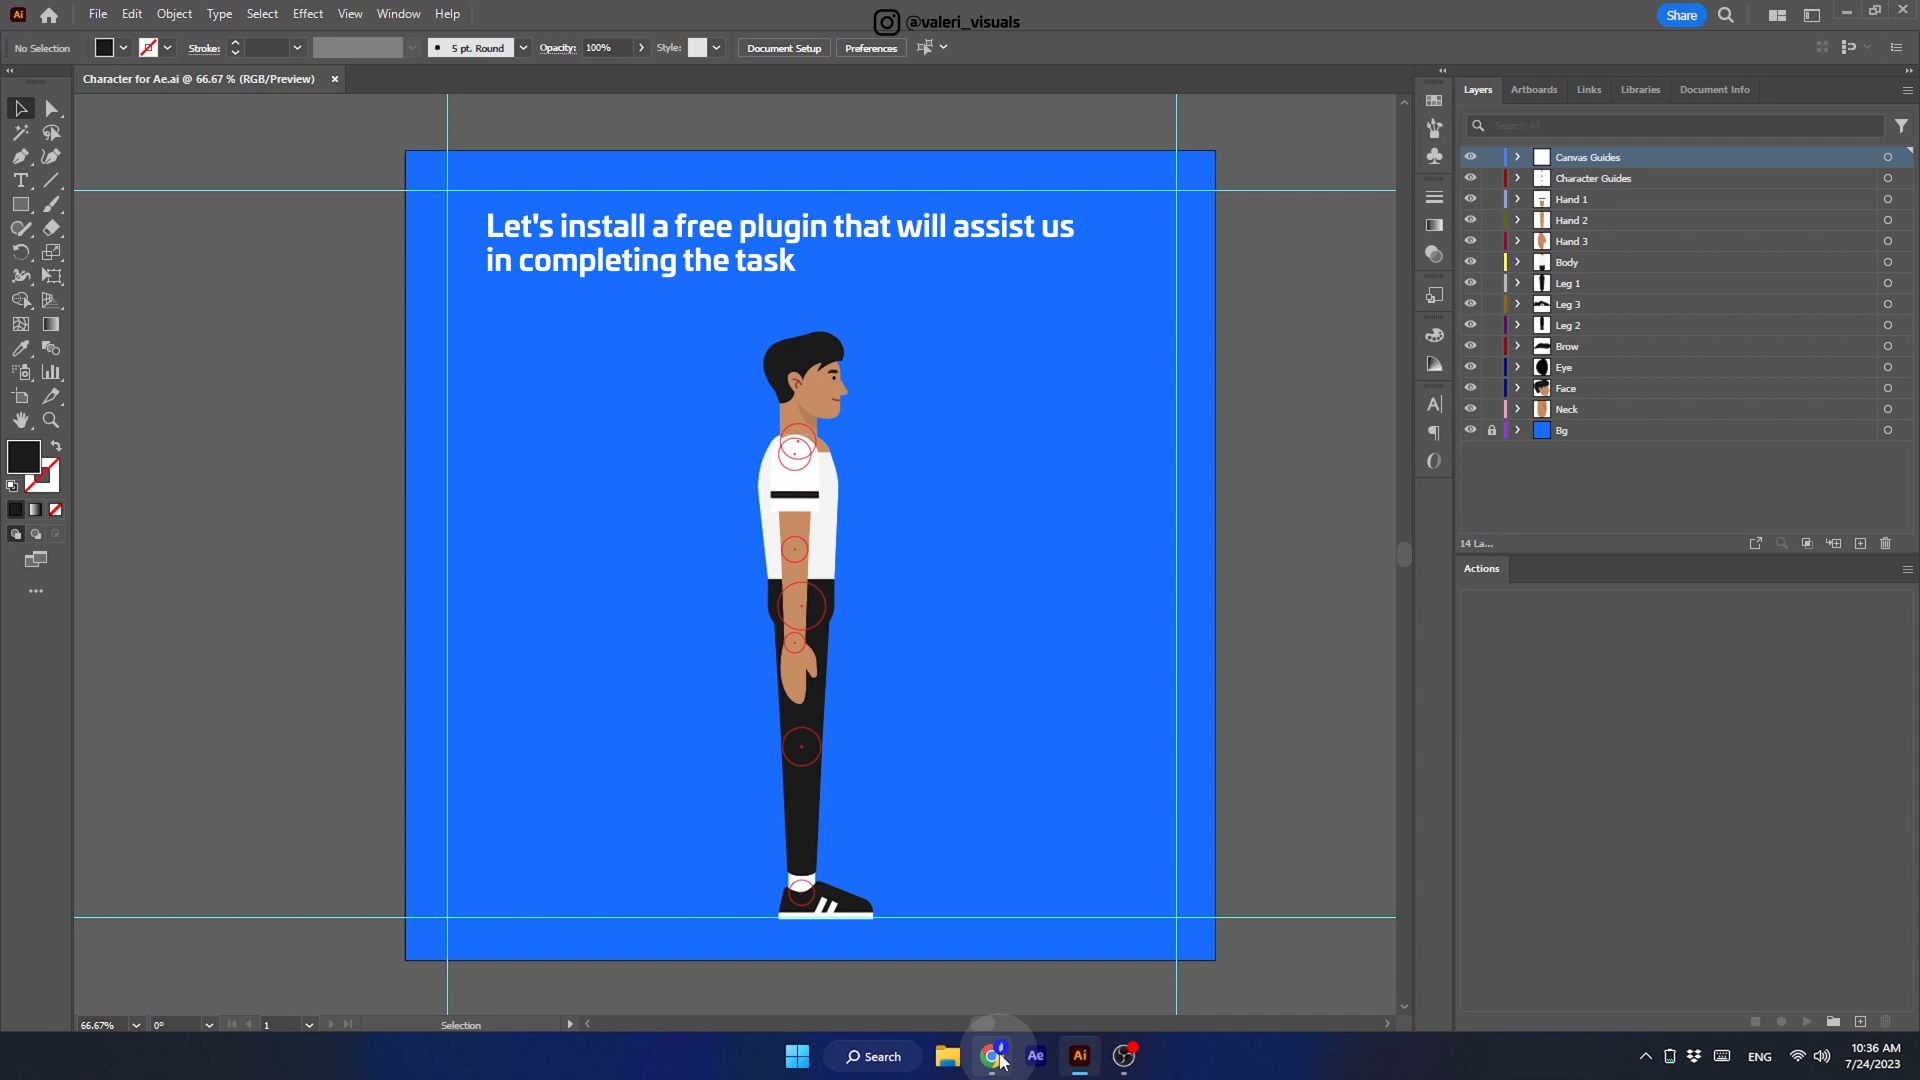 Ai
File Edit Object Type Select Effect View Window Help
@valeri_visuals
Share
No Selection
Stroke:
5 pt. Round
Opacity: 100%
Style:
Document Setup
Preferences
Character for Ae.ai @ 66.67 % (RGB/Preview)
Let's install a free plugin that will assist us
in completing the task
Layers Artboards Links Libraries Document Info
Search All
Canvas Guides
Character Guides
Hand 1
Hand 2
Hand 3
Body
Leg 1
Leg 3
Leg 2
Brow
Eye
Face
Neck
Bg
14 La...
Actions
66.67%
0°
1
Selection
Search
Ae
Ai
ENG
10:36 AM
7/24/2023